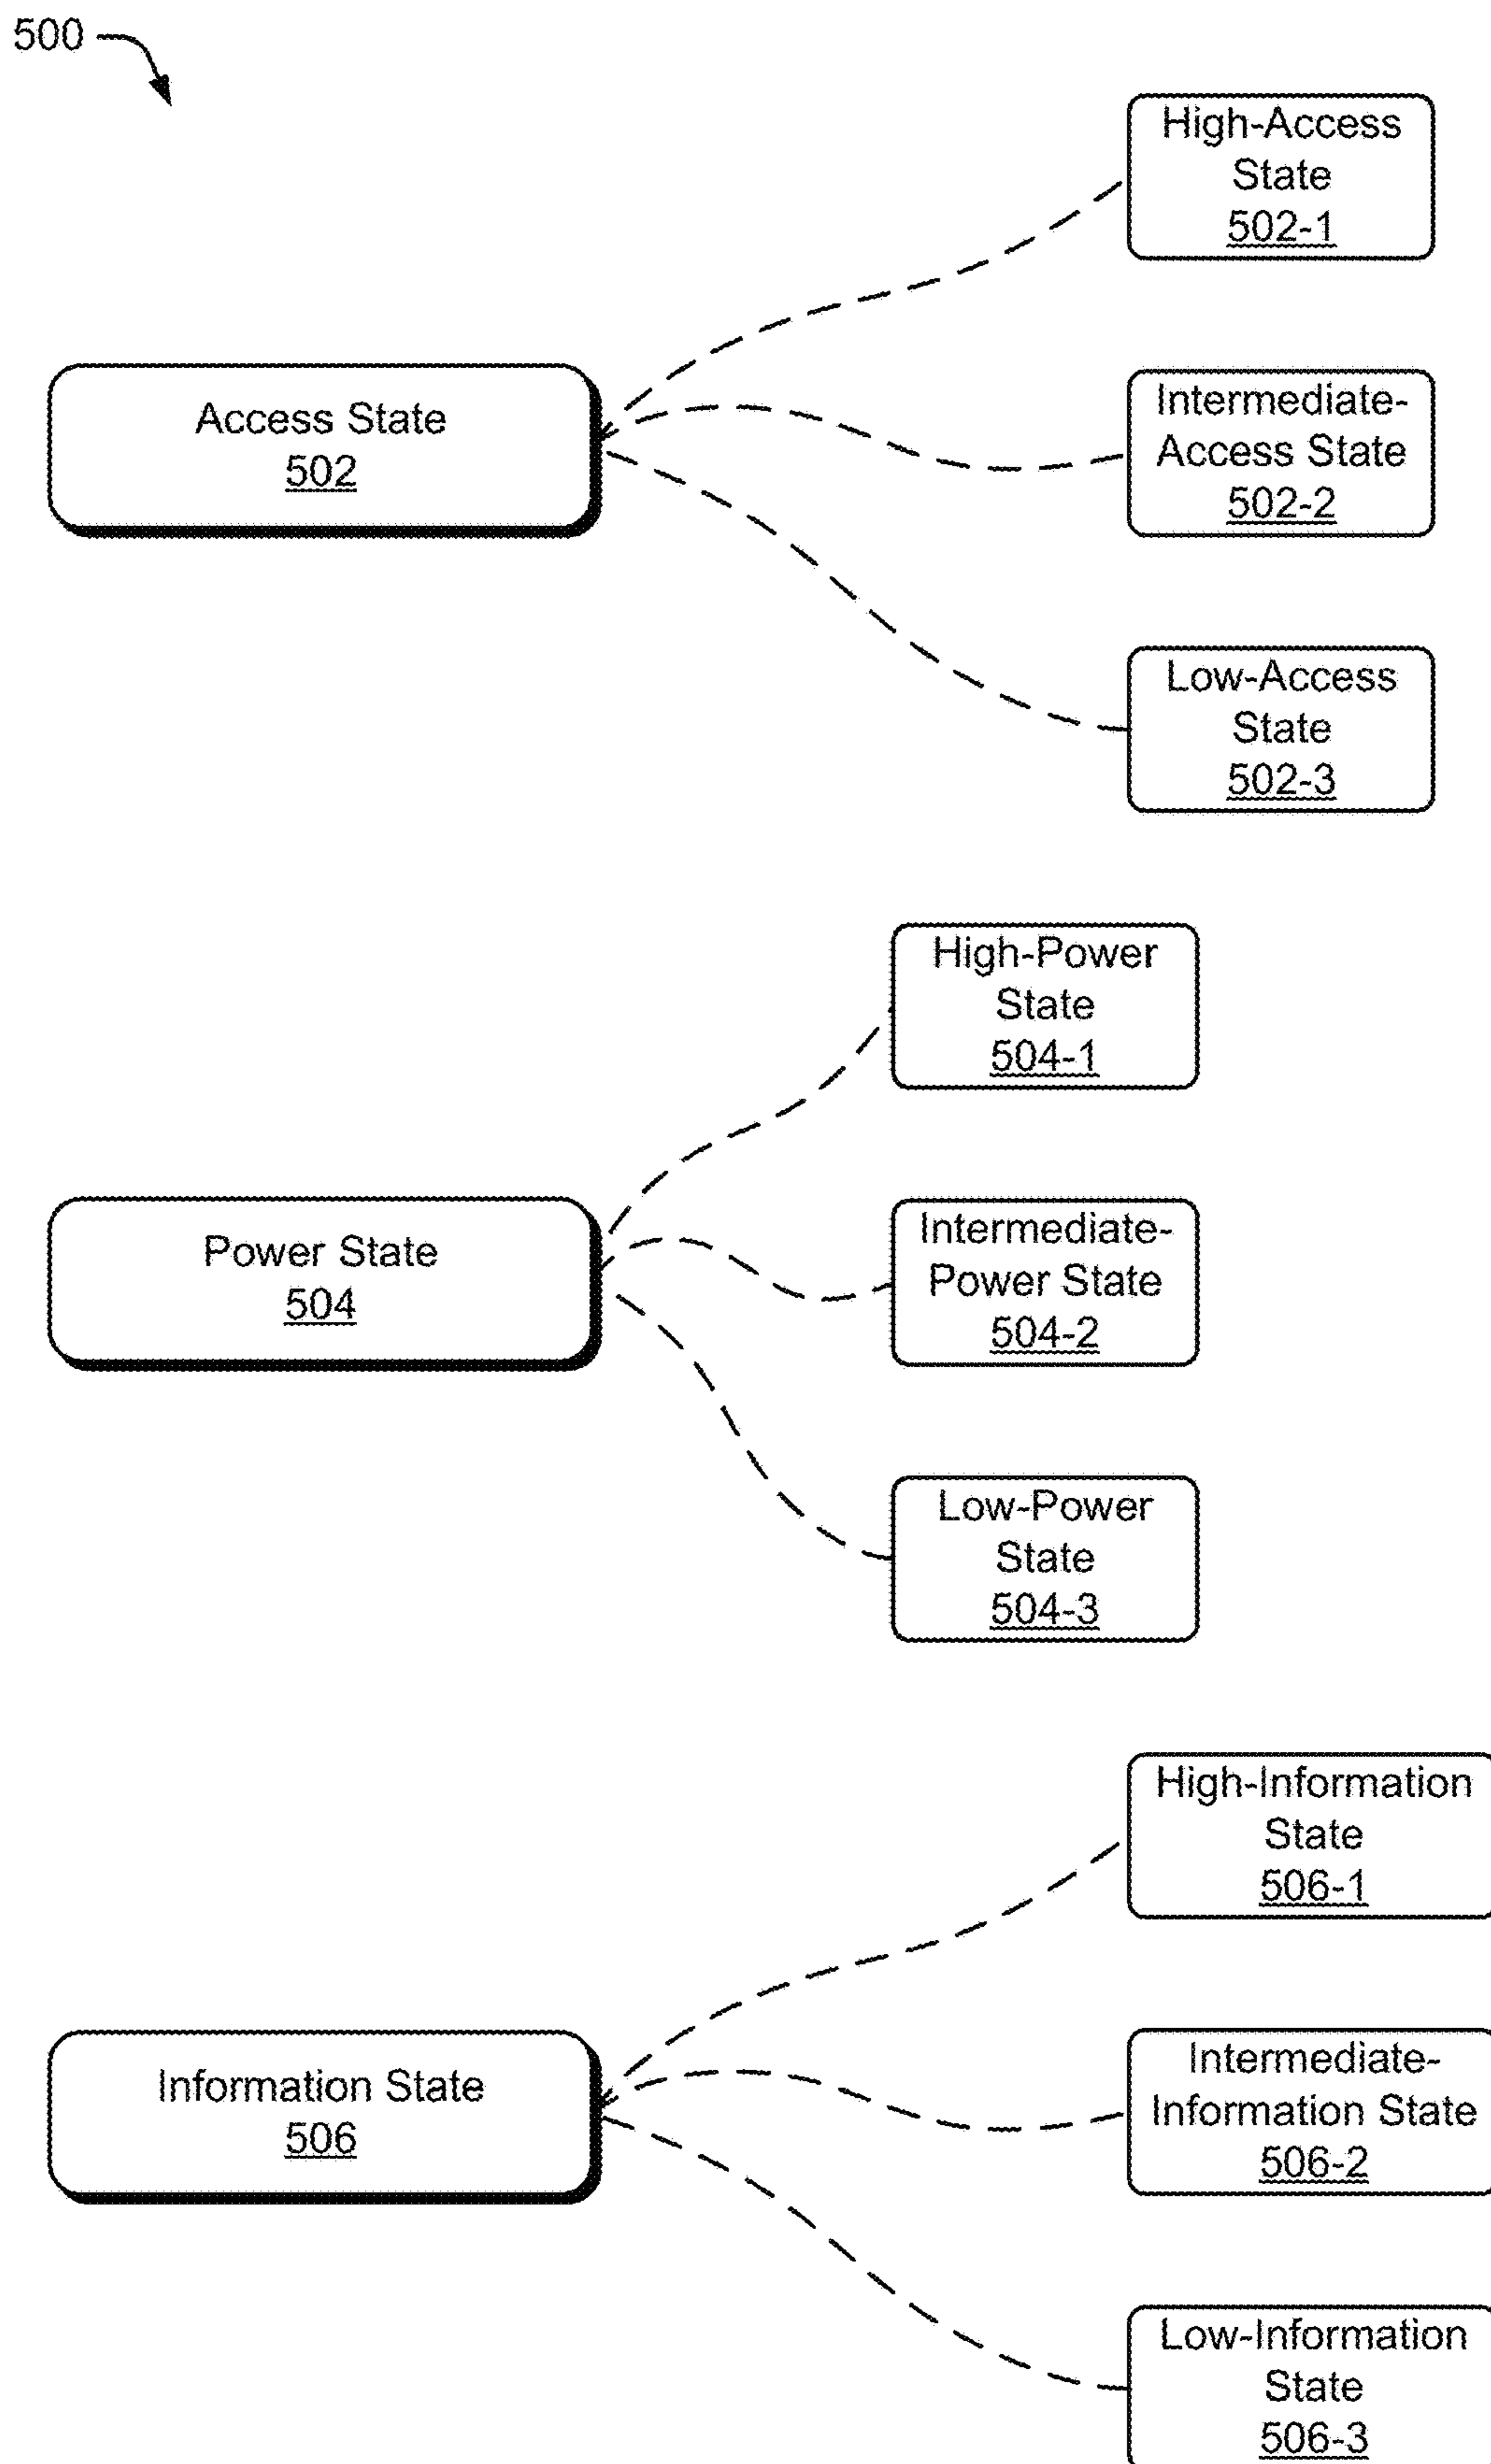 500
High-Access
State
502-1
Access State
502
Intermediate-
Access State
502-2
Low-Access
State
502-3
High-Power
State
504-1
Power State
504
Intermediate-
Power State
504-2
Low-Power
State
504-3
High-Information
State
506-1
Information State
506
Intermediate-
Information State
506-2
Low-Information
State
506-3